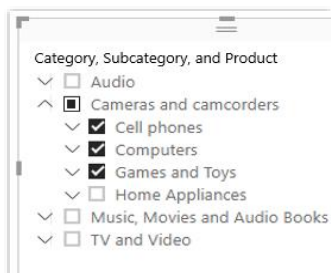 Category, Subcategory, and Product
Audio
Cameras and camcorders
Cell phones
Computers
Games and Toys
Home Appliances
Music, Movies and Audio Books
TV and Video